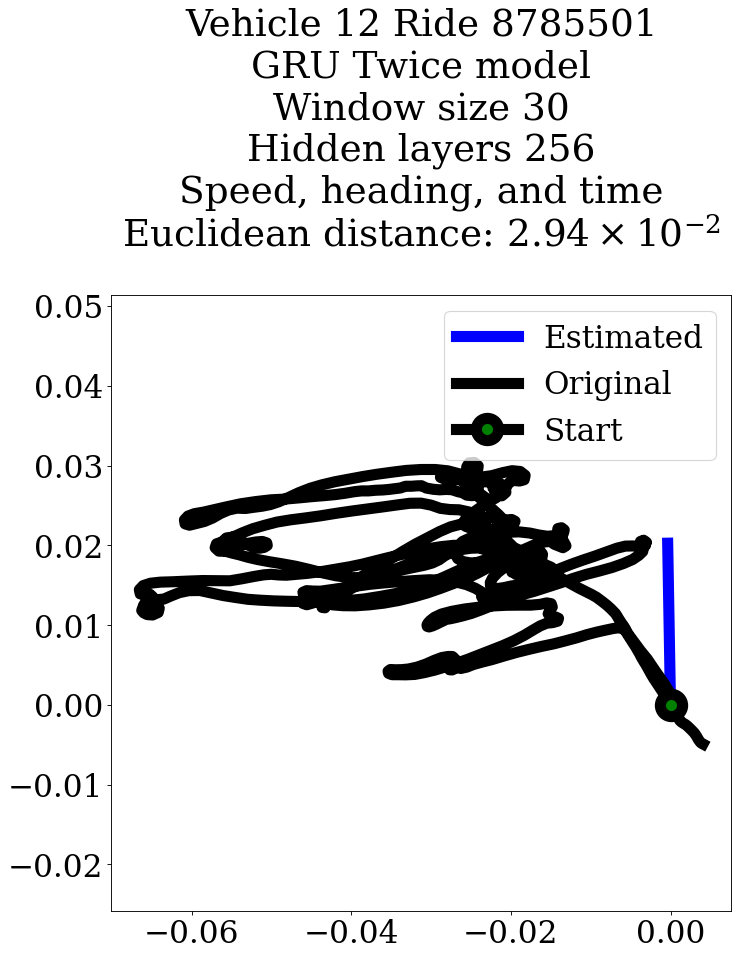 Vehicle 12 Ride 8785501
GRU Twice model
Window size 30
Hidden layers 256
Speed, heading, and time
Euclidean distance: 2.94 × 10⁻²
0.05
Estimated
0.04
Original
Start
0.03
0.02
0.01
0.00
−0.01
−0.02
−0.06 −0.04 −0.02 0.00